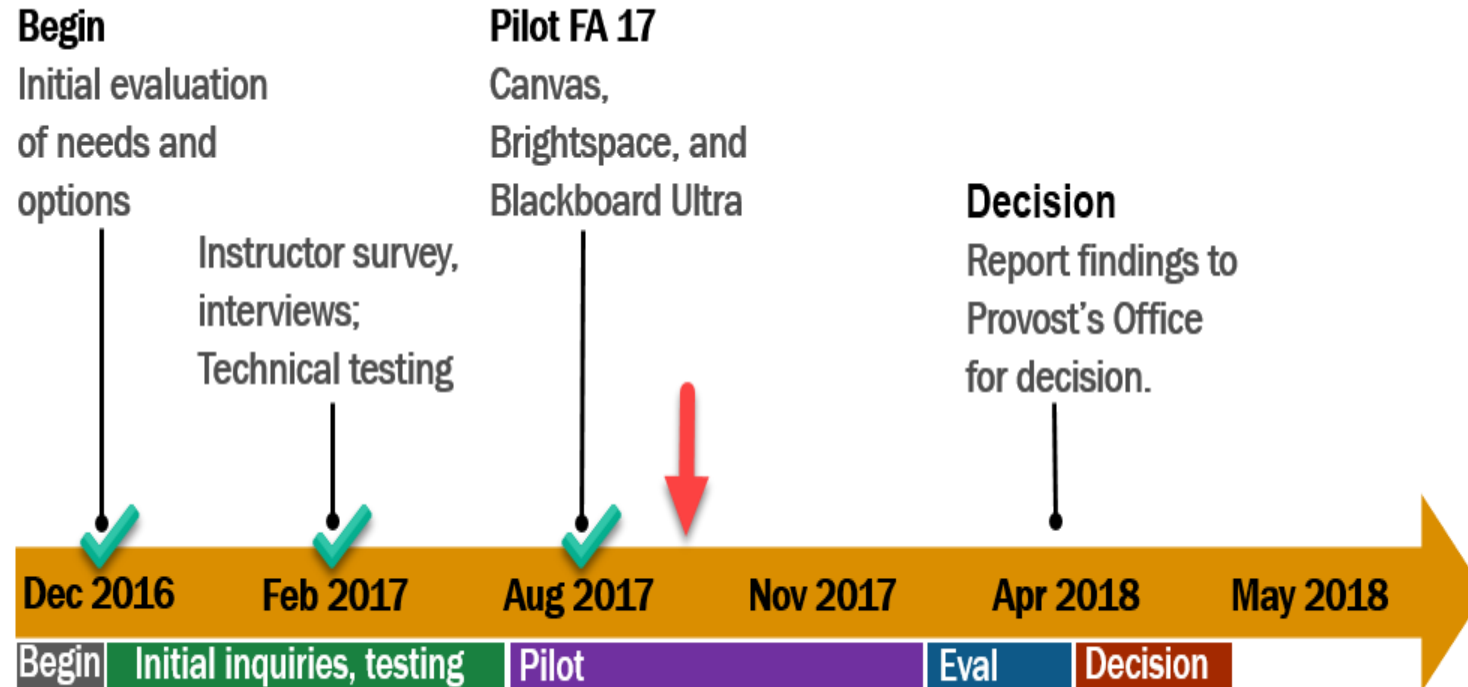 Begin
Initial evaluation
of needs and
options
Instructor survey,
interviews;
Technical testing
Pilot FA 17
Canvas,
Brightspace, and
Blackboard Ultra
Decision
Report findings to
Provost's Office
for decision.
Dec 2016 Feb 2017 Aug 2017 Nov 2017 Apr 2018 May 2018
Begin Initial inquiries, testing Pilot Eval Decision